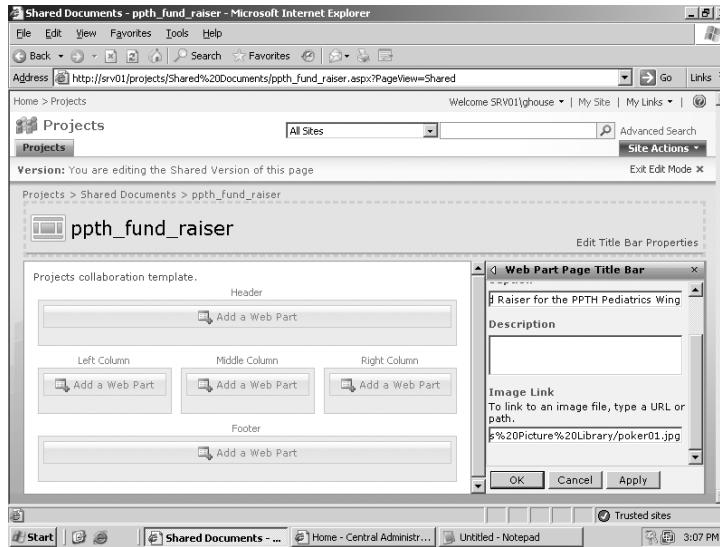 Shared Documents - ppth_fund_raiser - Microsoft Internet Explorer
File Edit View Favorites Tools Help
Back Search Favorites
Address http://srv01/projects/Shared%20Documents/ppth_fund_raiser.aspx?PageView=Shared Go Links
Home > Projects Welcome SRV01\ghouse My Site | My Links |
Projects All Sites Advanced Search
Projects Site Actions
Version: You are editing the Shared Version of this page Exit Edit Mode ×
Projects > Shared Documents > ppth_fund_raiser
ppth_fund_raiser
Edit Title Bar Properties
Projects collaboration template.
Header
Add a Web Part
Left Column Middle Column Right Column
Add a Web Part Add a Web Part Add a Web Part
Footer
Add a Web Part
Web Part Page Title Bar ×
Raiser for the PPTH Pediatrics Wing
Description
Image Link
To link to an image file, type a URL or
path.
s%20Picture%20Library/poker01.jpg
OK Cancel Apply
Trusted sites
Start Shared Documents - ... Home - Central Administr... Untitled - Notepad 3:07 PM